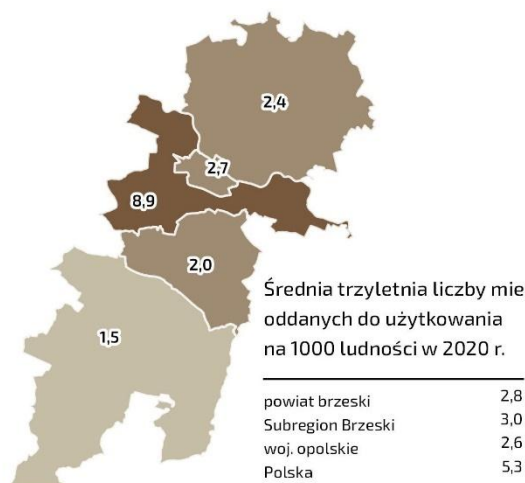 2,4
2,7
8,9
2,0
1,5
Średnia trzyletnia liczby mie
oddanych do użytkowania
na 1000 ludności w 2020 r.
powiat brzeski 2,8
Subregion Brzeski 3,0
woj. opolskie 2,6
Polska 5,3